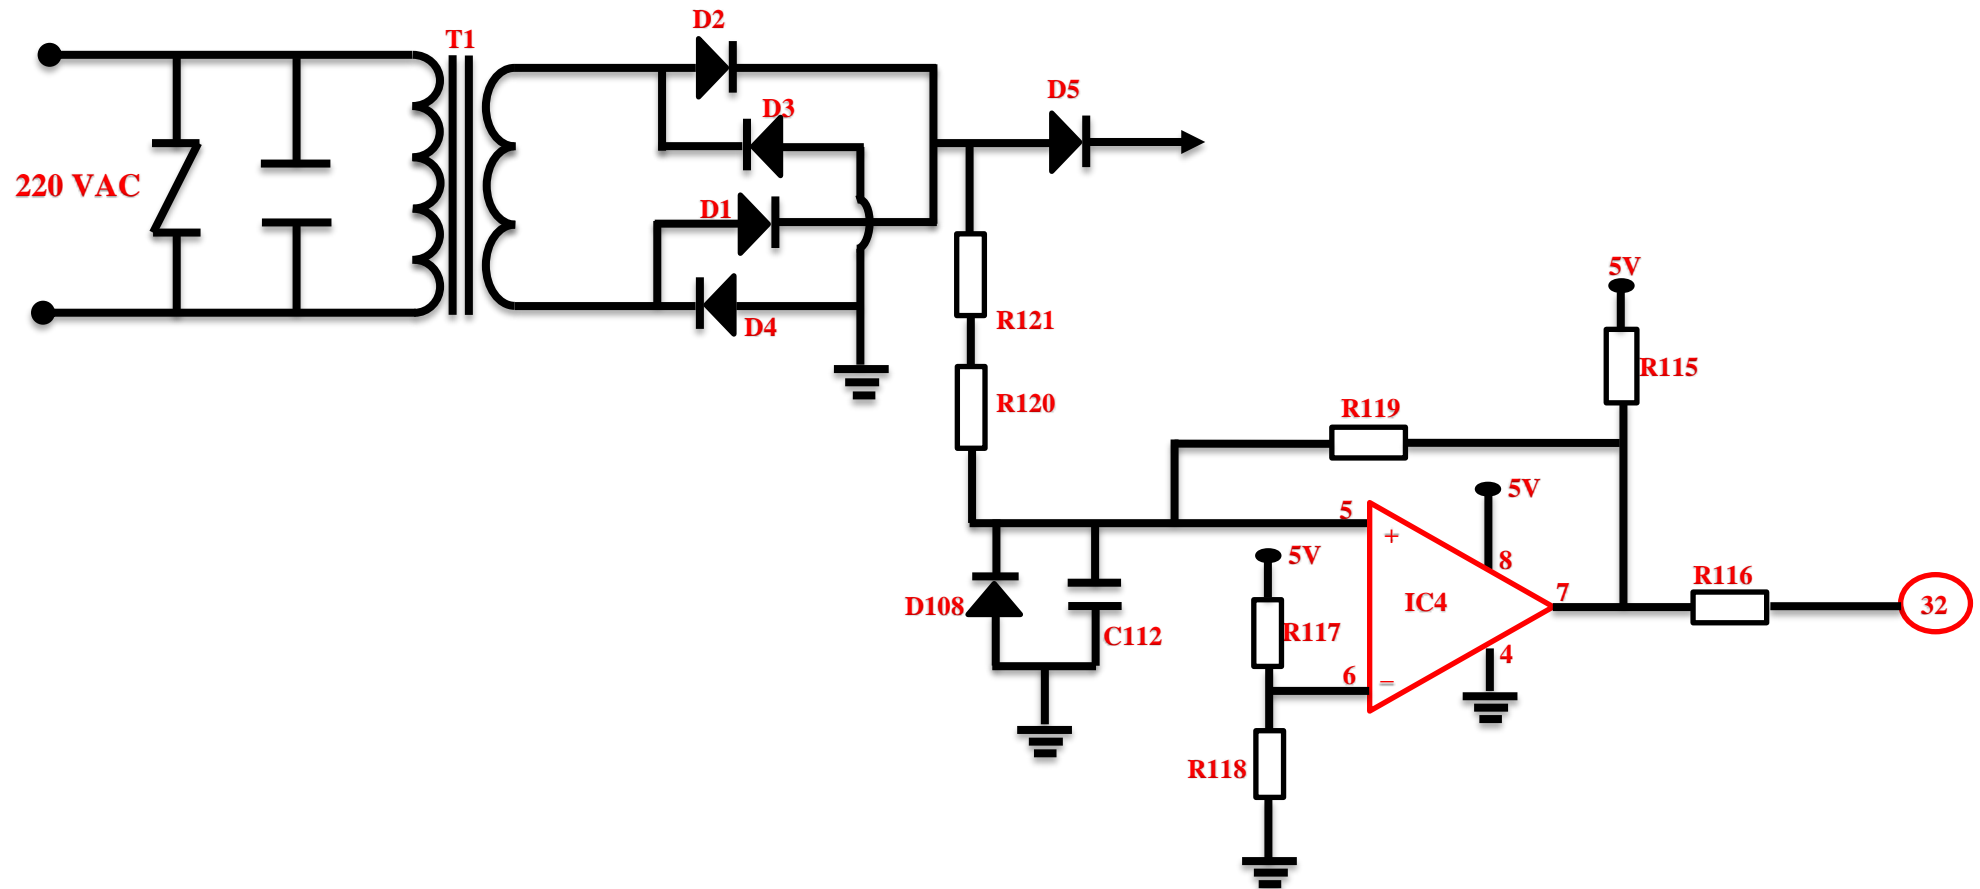 D2
T1
D5
D3
220 VAC
D1
D4
5V
R121
R115
R120
R119
5
5V
+
5V
8
D108
IC4
7
R116
32
C112
R117
4
6
–
R118